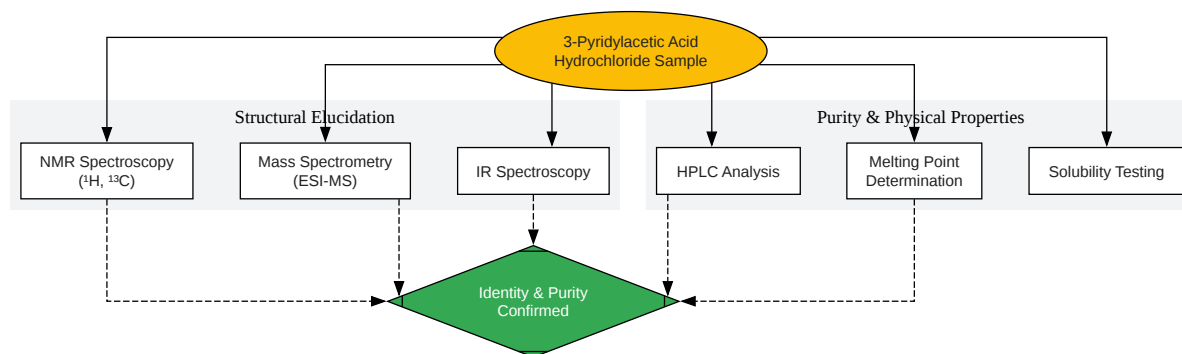 3-Pyridylacetic Acid
Hydrochloride Sample
Structural Elucidation
Purity & Physical Properties
NMR Spectroscopy
(¹H, ¹³C)
Mass Spectrometry
(ESI-MS)
IR Spectroscopy
HPLC Analysis
Melting Point
Determination
Solubility Testing
Identity & Purity
Confirmed